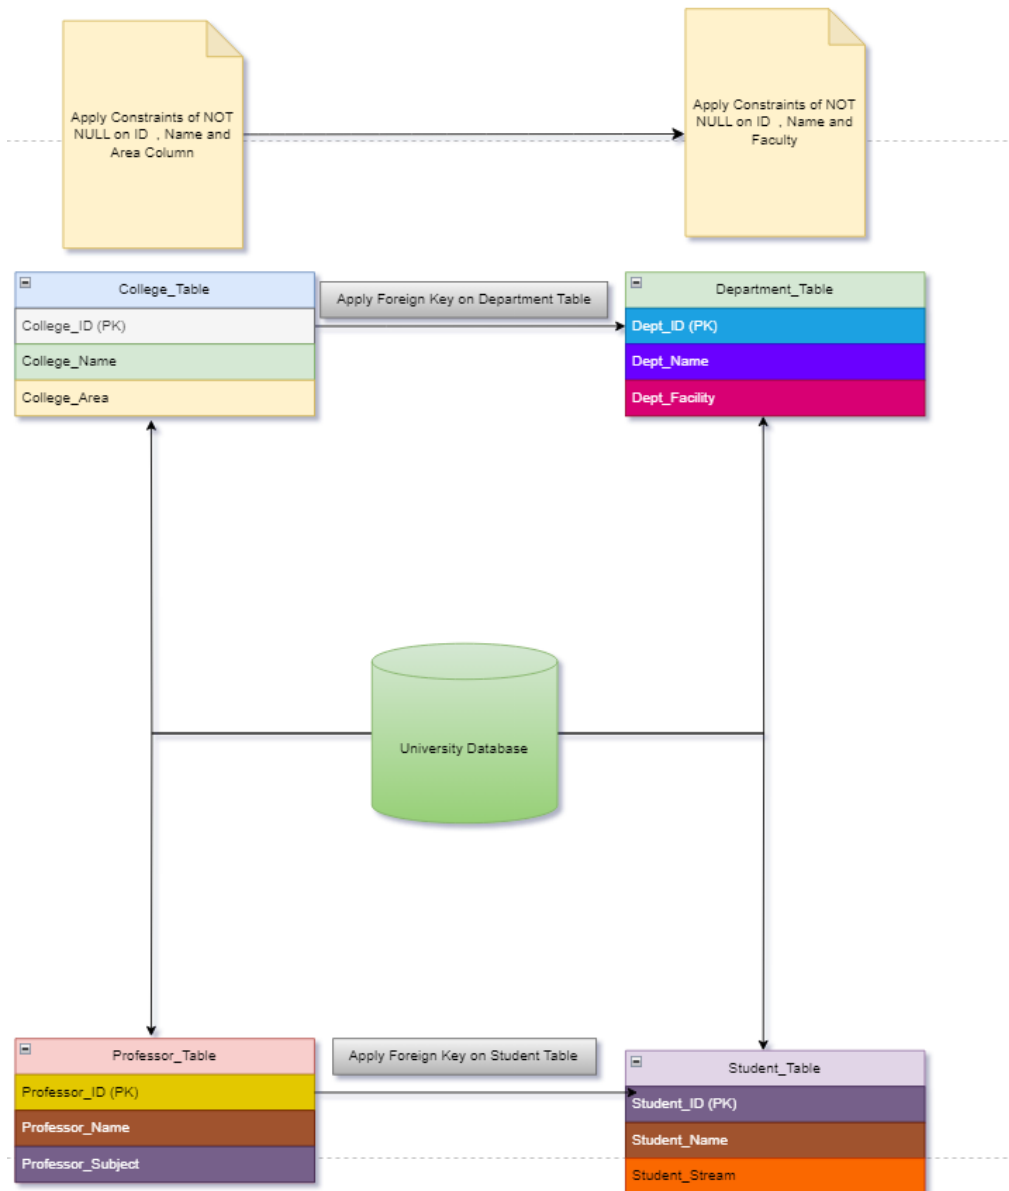 Apply Constraints of NOT
NULL on ID , Name and
Area Column
Apply Constraints of NOT
NULL on ID , Name and
Faculty
College_Table
College_ID (PK)
College_Name
College_Area
Apply Foreign Key on Department Table
Department_Table
Dept_ID (PK)
Dept_Name
Dept_Facility
University Database
Professor_Table
Professor_ID (PK)
Professor_Name
Professor_Subject
Apply Foreign Key on Student Table
Student_Table
Student_ID (PK)
Student_Name
Student_Stream